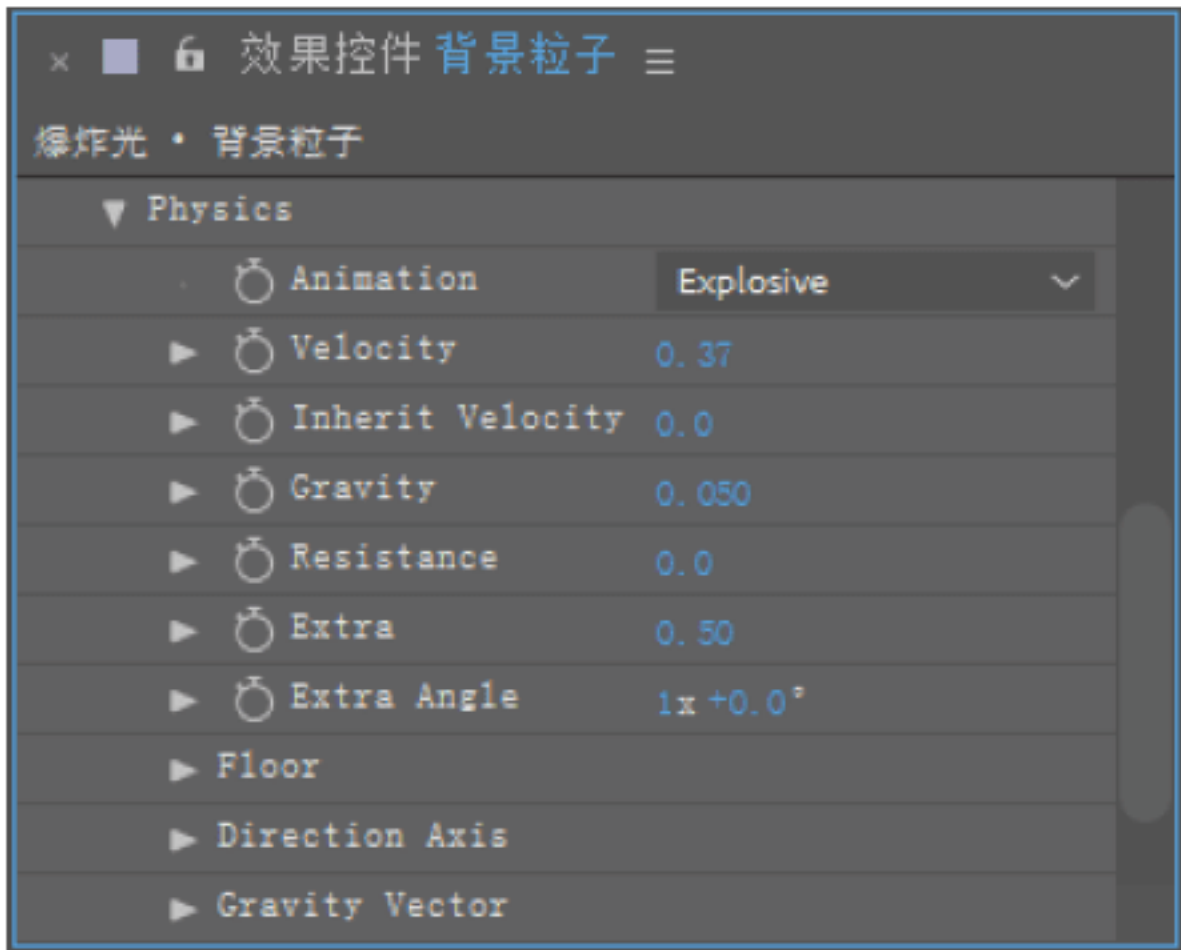 效果控件 背景粒子
爆炸光 • 背景粒子
Physics
Animation Explosive
Velocity 0.37
Inherit Velocity 0.0
Gravity 0.050
Resistance 0.0
Extra 0.50
Extra Angle 1x +0.0°
Floor
Direction Axis
Gravity Vector